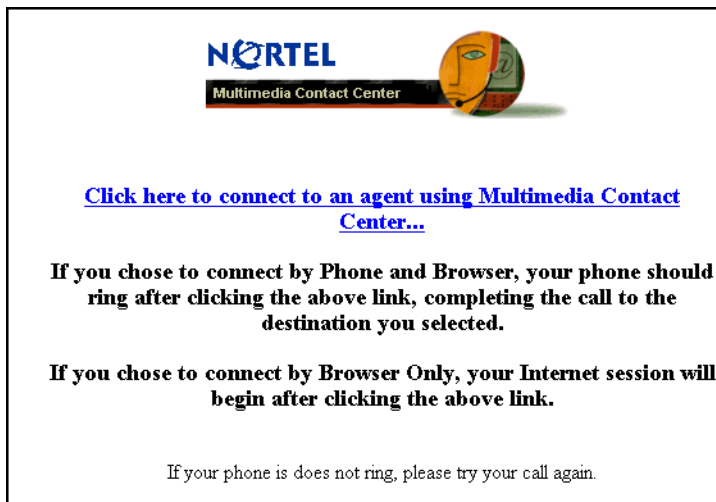 NORTEL
Multimedia Contact Center
@
Click here to connect to an agent using Multimedia Contact
Center...
If you chose to connect by Phone and Browser, your phone should
ring after clicking the above link, completing the call to the
destination you selected.
If you chose to connect by Browser Only, your Internet session will
begin after clicking the above link.
If your phone is does not ring, please try your call again.